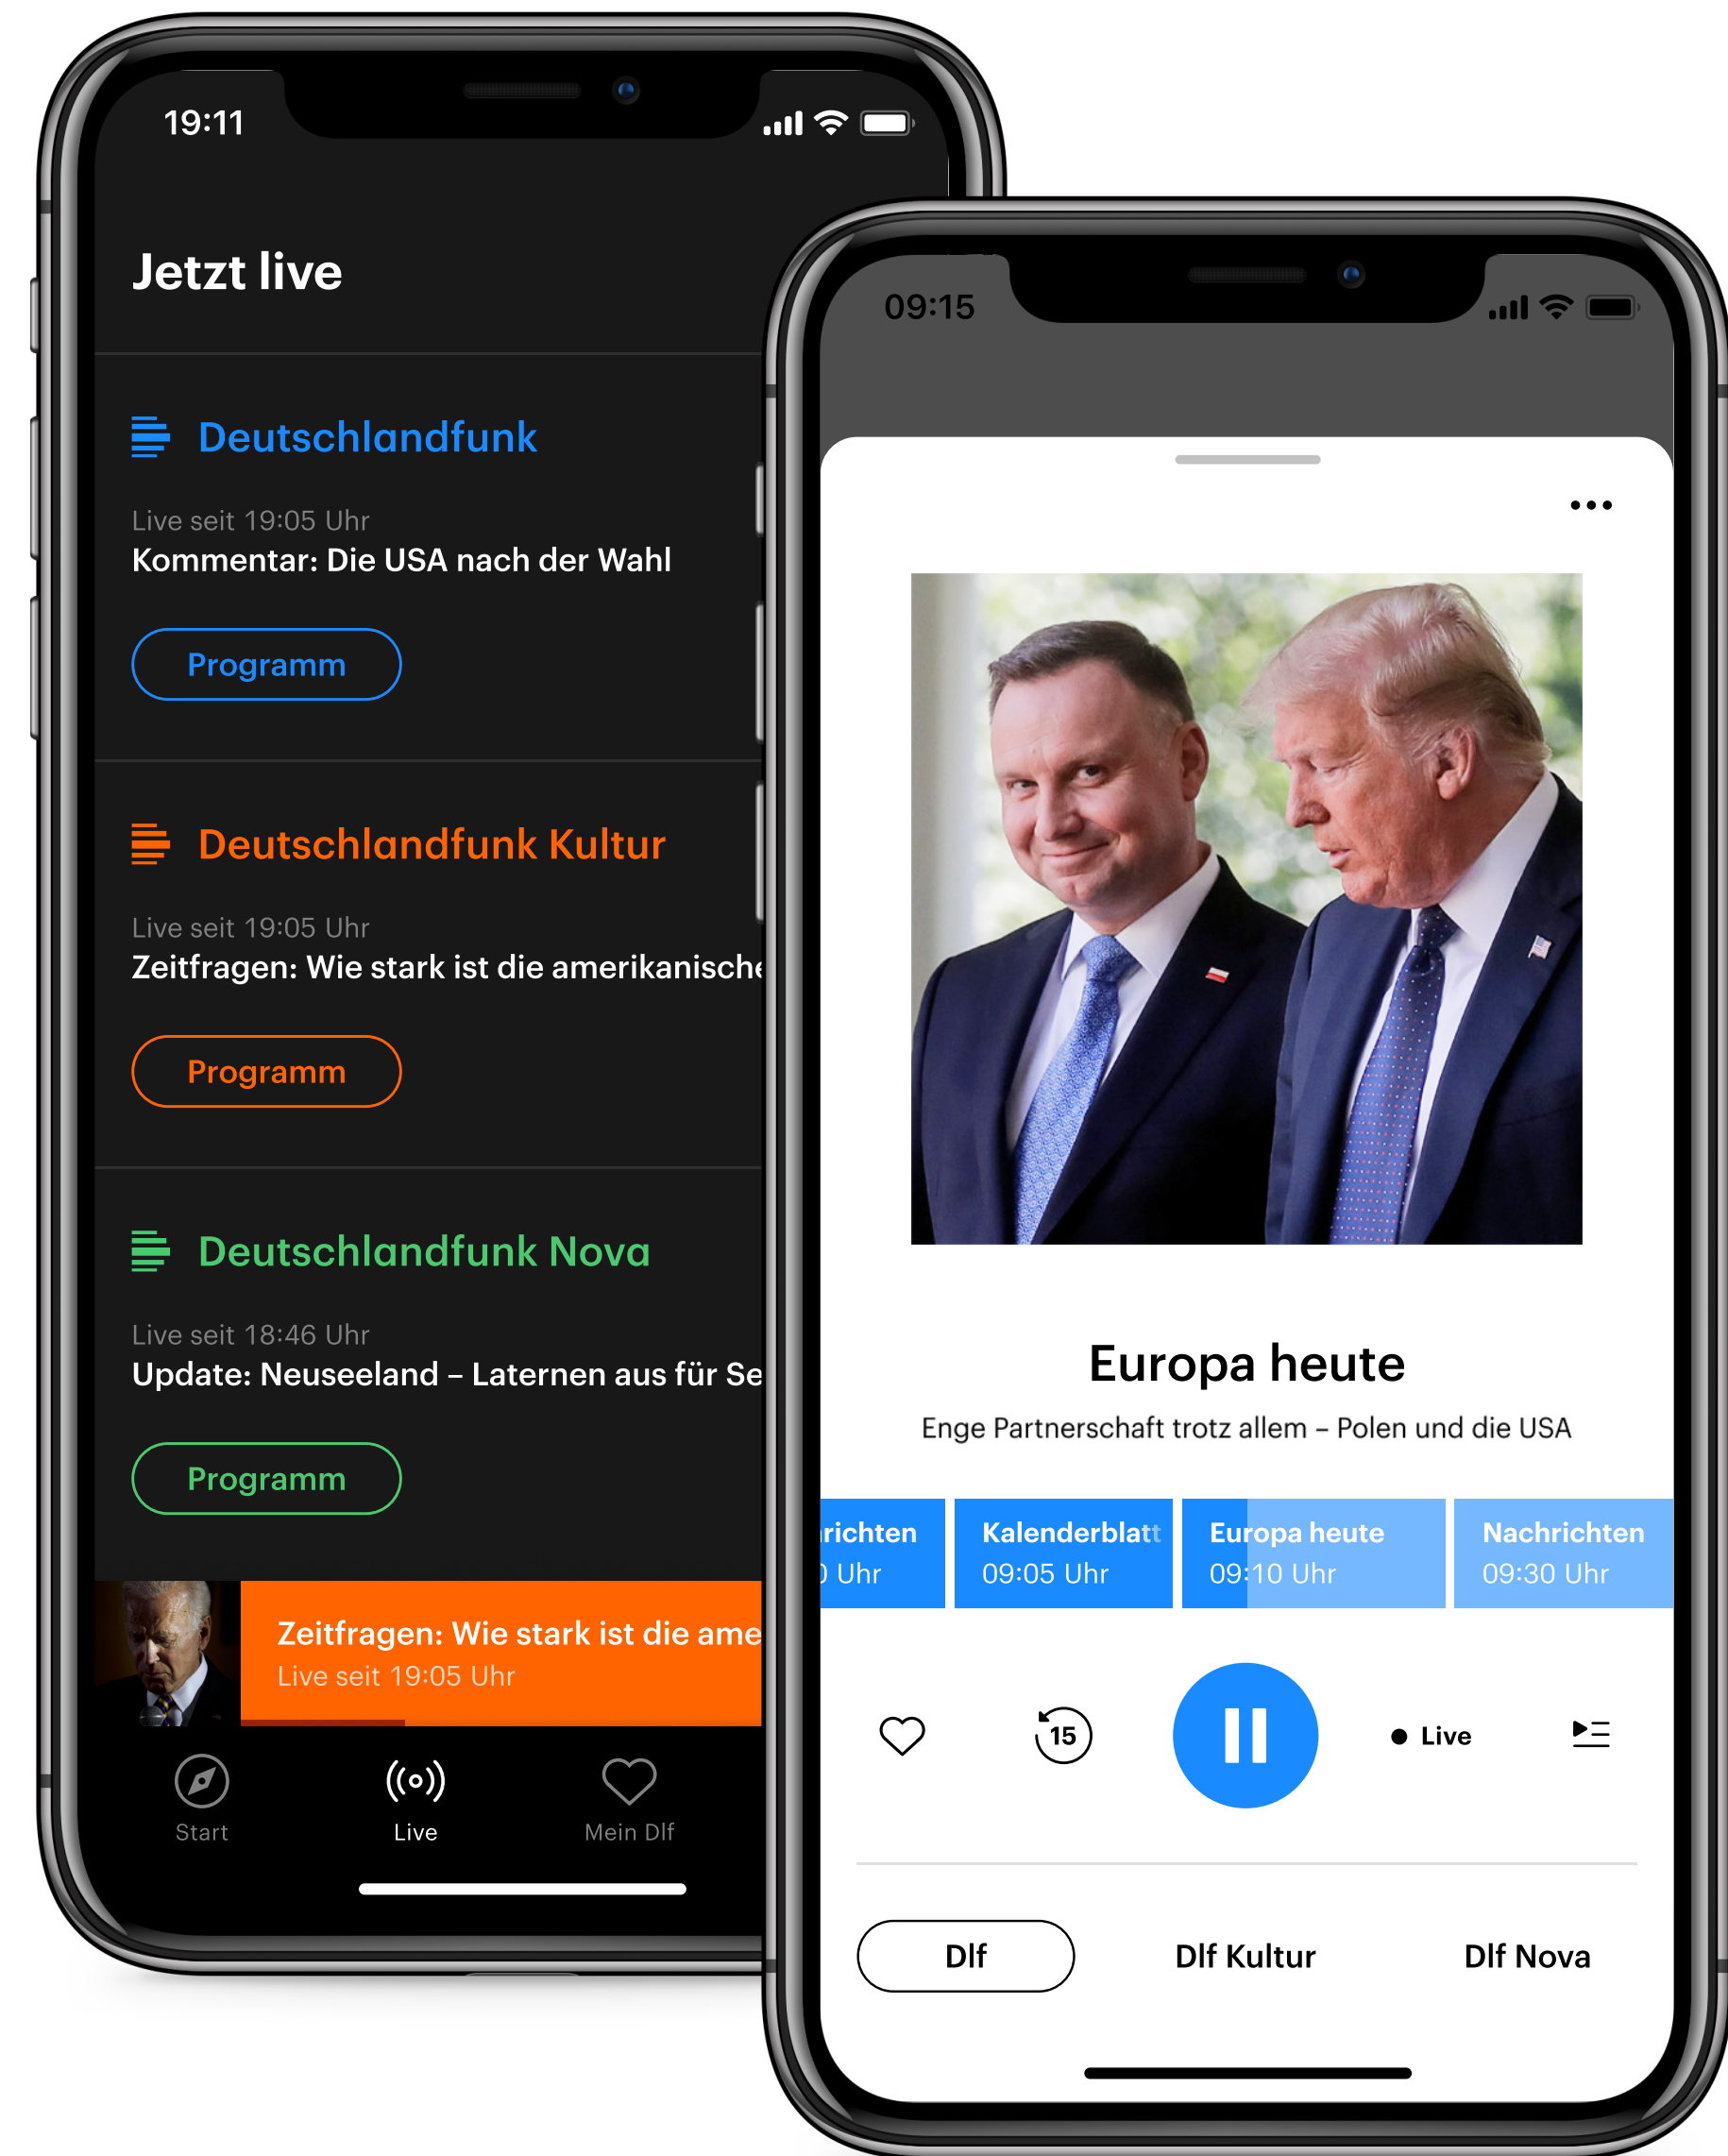 19:11
Jetzt live
Deutschlandfunk
Live seit 19:05 Uhr
Kommentar: Die USA nach der Wahl
Programm
Deutschlandfunk Kultur
Live seit 19:05 Uhr
Zeitfragen: Wie stark ist die amerikanische
Programm
Deutschlandfunk Nova
Live seit 18:46 Uhr
Update: Neuseeland – Laternen aus für Se
Programm
Zeitfragen: Wie stark ist die ame
Live seit 19:05 Uhr
Start Live Mein Dlf
09:15
Europa heute
Enge Partnerschaft trotz allem – Polen und die USA
richten Kalenderblatt Europa heute Nachrichten
0 Uhr 09:05 Uhr 09:10 Uhr 09:30 Uhr
15 Live
Dlf Dlf Kultur Dlf Nova